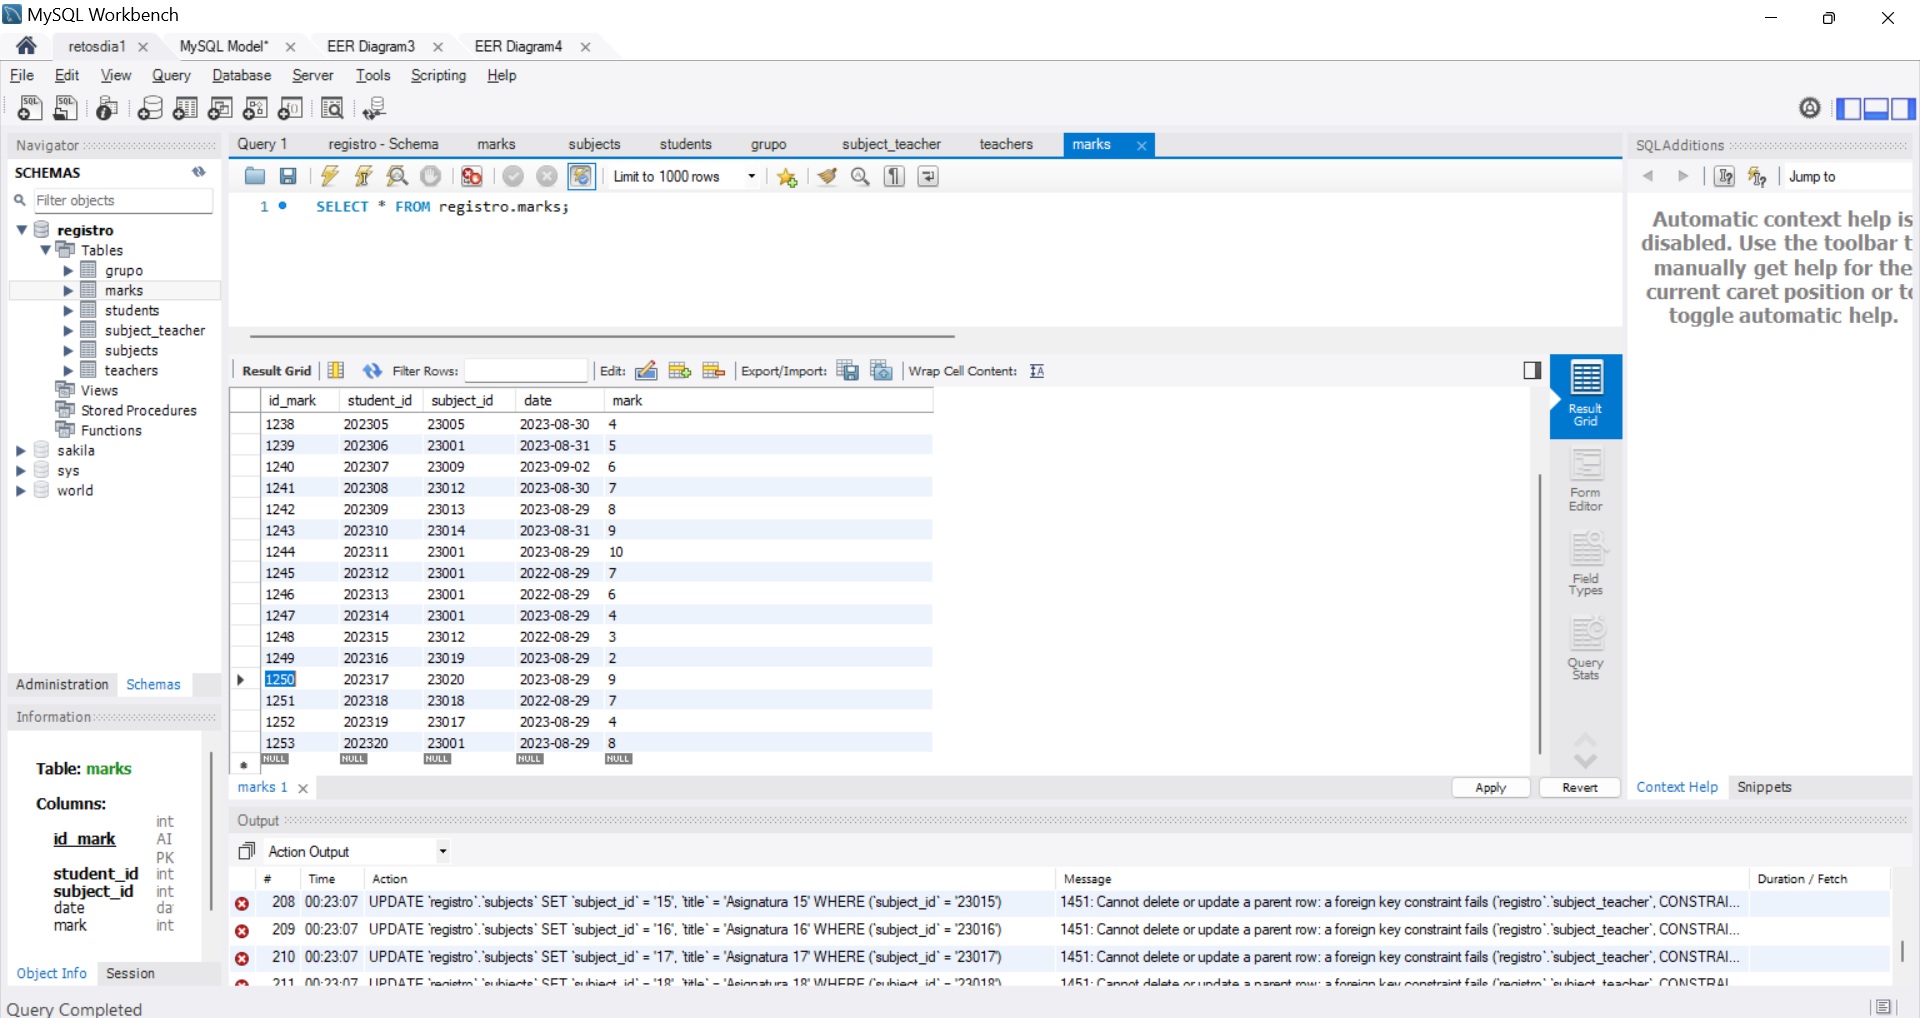 MySQL Workbench
retosdia1
MySQL Model*
EER Diagram3
EER Diagram4
File Edit View Query Database Server Tools Scripting Help
Navigator
Query 1 registro - Schema marks subjects students grupo subject_teacher teachers marks
SQLAdditions
SCHEMAS
Limit to 1000 rows
Jump to
Filter objects
1 SELECT * FROM registro.marks;
registro
Tables
grupo
marks
students
subject_teacher
subjects
teachers
Views
Stored Procedures
Functions
sakila
sys
world
Automatic context help is
disabled. Use the toolbar t
manually get help for the
current caret position or to
toggle automatic help.
Result Grid Filter Rows: Edit: Export/Import: Wrap Cell Content:
id_mark student_id subject_id date mark
1238 202305 23005 2023-08-30 4
1239 202306 23001 2023-08-31 5
1240 202307 23009 2023-09-02 6
1241 202308 23012 2023-08-30 7
1242 202309 23013 2023-08-29 8
1243 202310 23014 2023-08-31 9
1244 202311 23001 2023-08-29 10
1245 202312 23001 2022-08-29 7
1246 202313 23001 2022-08-29 6
1247 202314 23001 2023-08-29 4
1248 202315 23012 2022-08-29 3
1249 202316 23019 2023-08-29 2
1250 202317 23020 2023-08-29 9
1251 202318 23018 2022-08-29 7
1252 202319 23017 2023-08-29 4
1253 202320 23001 2023-08-29 8
NULL NULL NULL NULL NULL
Result
Grid
Form
Editor
Field
Types
Query
Stats
Administration Schemas
Information
Table: marks
Columns:
id_mark int AI PK
student_id int
subject_id int
date da
mark int
Object Info Session
marks 1
Apply Revert
Context Help Snippets
Output
Action Output
# Time Action Message Duration / Fetch
208 00:23:07 UPDATE `registro`.`subjects` SET `subject_id` = '15', `title` = 'Asignatura 15' WHERE (`subject_id` = '23015') 1451: Cannot delete or update a parent row: a foreign key constraint fails (`registro`.`subject_teacher`, CONSTRAI...
209 00:23:07 UPDATE `registro`.`subjects` SET `subject_id` = '16', `title` = 'Asignatura 16' WHERE (`subject_id` = '23016') 1451: Cannot delete or update a parent row: a foreign key constraint fails (`registro`.`subject_teacher`, CONSTRAI...
210 00:23:07 UPDATE `registro`.`subjects` SET `subject_id` = '17', `title` = 'Asignatura 17' WHERE (`subject_id` = '23017') 1451: Cannot delete or update a parent row: a foreign key constraint fails (`registro`.`subject_teacher`, CONSTRAI...
211 00:23:07 UPDATE `registro`.`subjects` SET `subject_id` = '18', `title` = 'Asignatura 18' WHERE (`subject_id` = '23018') 1451: Cannot delete or update a parent row: a foreign key constraint fails (`registro`.`subject_teacher`, CONSTRAI...
Query Completed